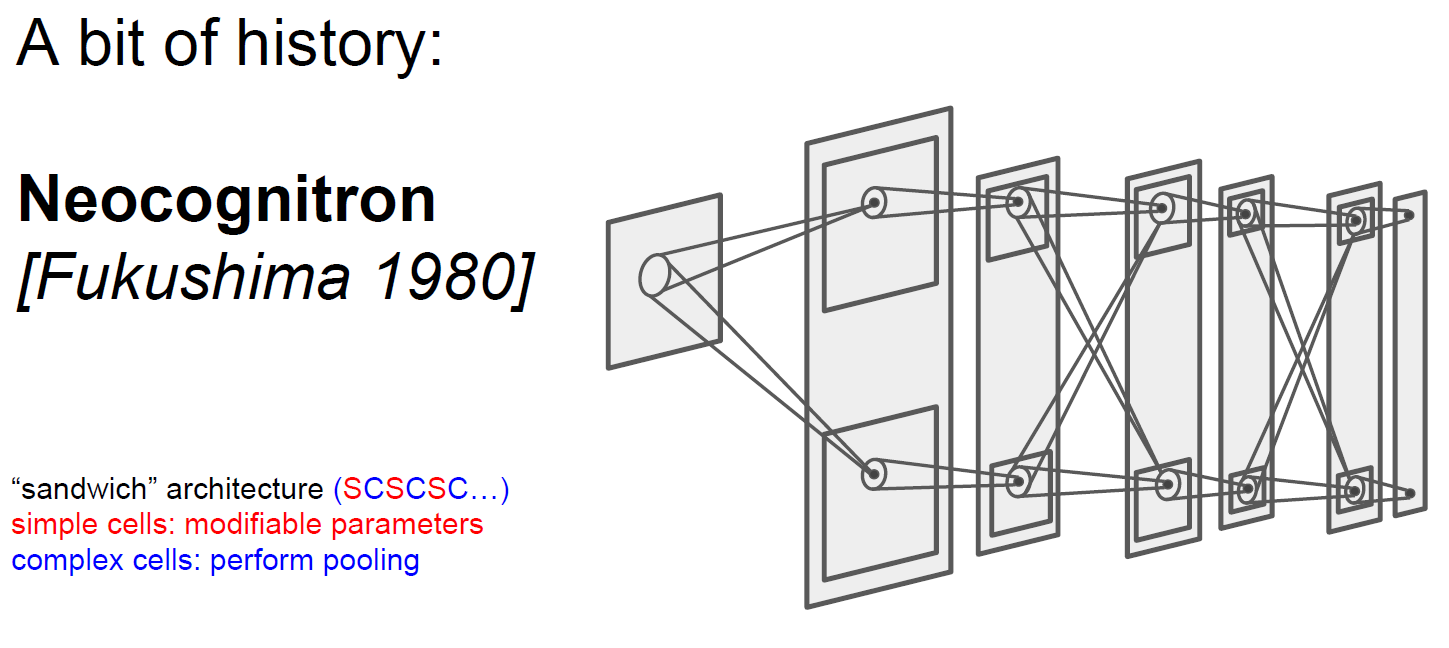 A bit of history:
Neocognitron
[Fukushima 1980]
“sandwich” architecture (SCSCSC…)
simple cells: modifiable parameters
complex cells: perform pooling